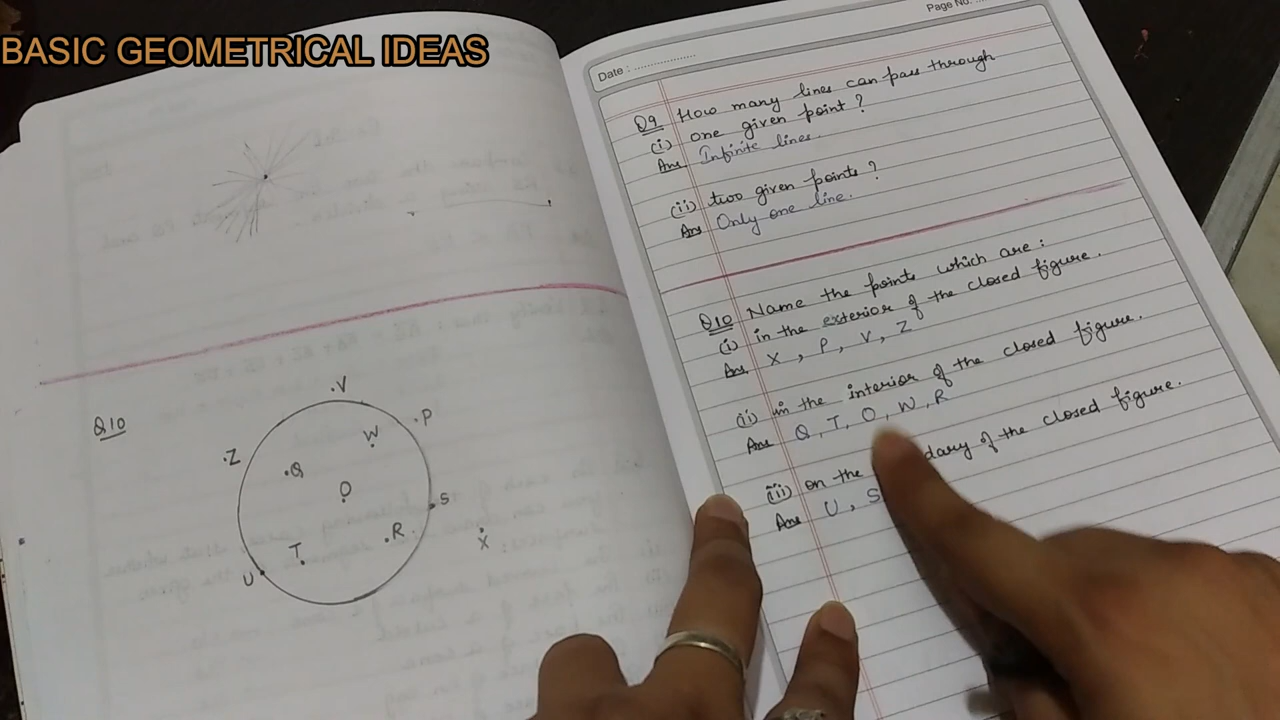 BASIC GEOMETRICAL IDEAS
Q10
V
P
W
Z
Q
O
S
R
X
T
U
Page No. .....
Date : ...................
Q9 How many lines can pass through
(i) one given point ?
Ans Infinite lines.
(ii) two given points ?
Ans Only one line.
Q10 Name the points which are :
(i) in the exterior of the closed figure.
Ans X, P, V, Z
(ii) in the interior of the closed figure.
Ans Q, T, O, W, R
(iii) on the dary of the closed figure.
Ans U, S